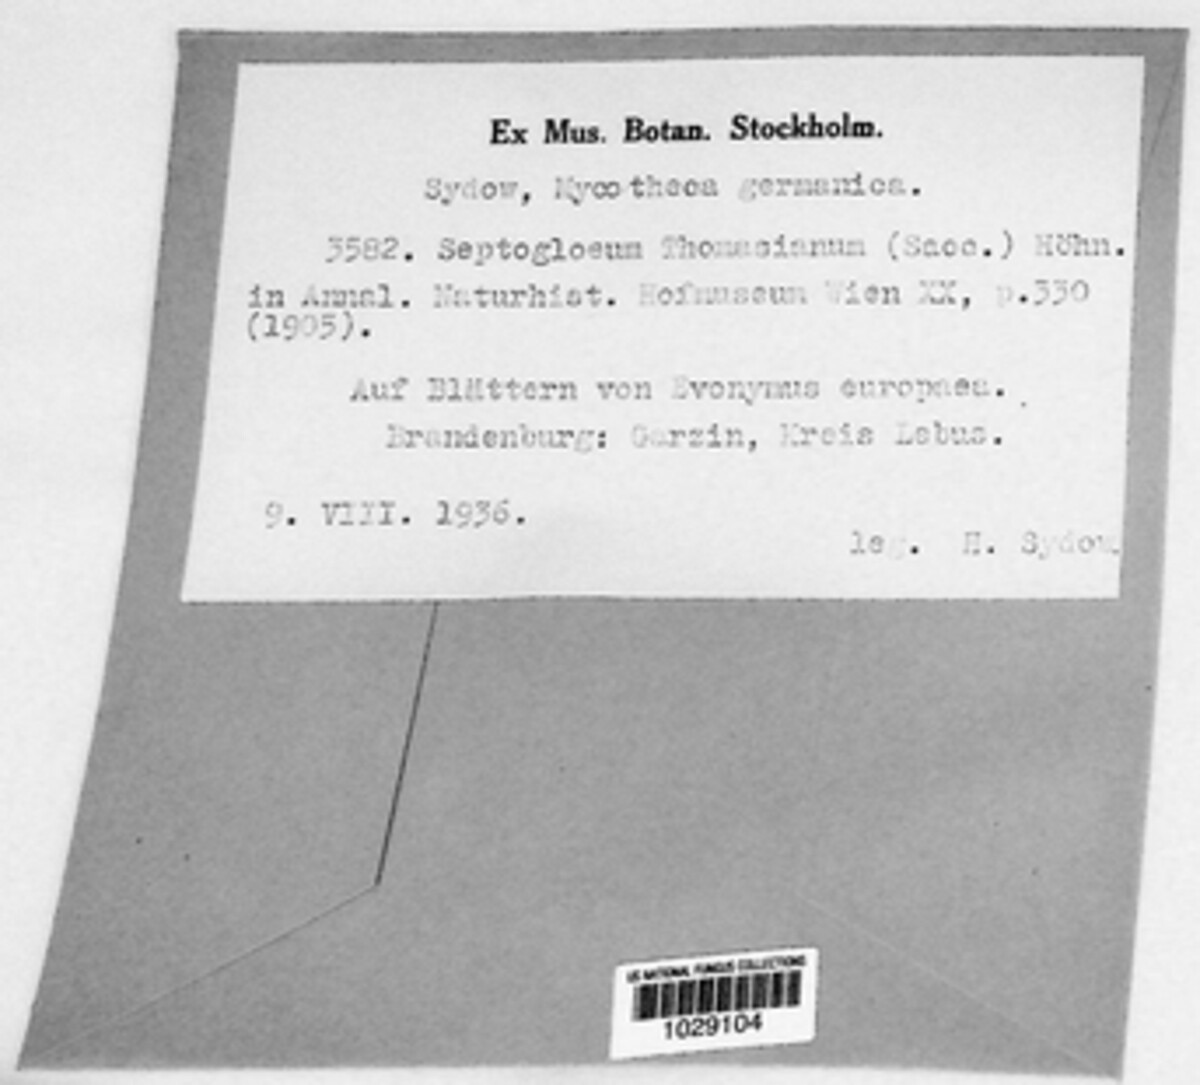 Ex Mus. Botan. Stockholm.
Sydow, Mycotheca germanica.
3582. Septogloeum Thomasianum (Sacc.) Höhn.
in Annal. Naturhist. Hofmuseum Wien XX, p.330
(1905).
Auf Blättern von Evonymus europaea.
Brandenburg: Garzin, Kreis Lebus.
9. VIII. 1936.
leg. H. Sydow.
US NATIONAL FUNGUS COLLECTIONS
1029104